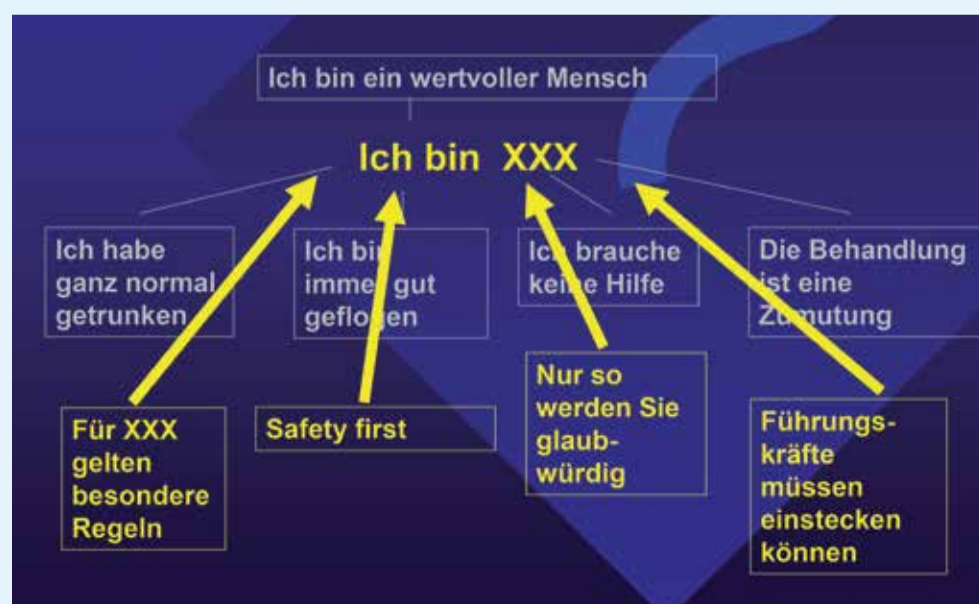 Ich bin ein wertvoller Mensch
Ich bin XXX
Ich habe
ganz normal
getrunken
Ich bin
immer gut
geflogen
Ich brauche
keine Hilfe
Die Behandlung
ist eine
Zumutung
Für XXX
gelten
besondere
Regeln
Safety first
Nur so
werden Sie
glaub-
würdig
Führungs-
kräfte
müssen
einstecken
können